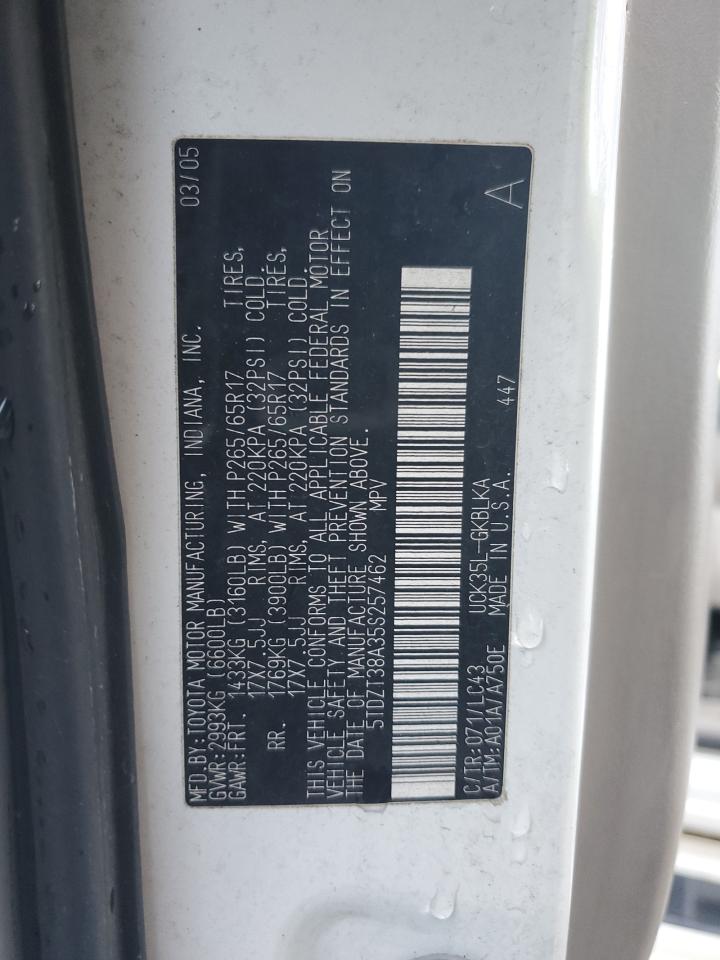 MFD.BY:TOYOTA MOTOR MANUFACTURING, INDIANA, INC. 03/05
GVWR:2993KG (6600LB)
GAWR:FRT. 1433KG (3160LB) WITH P265/65R17 TIRES,
17X7.5JJ RIMS, AT 220KPA (32PSI) COLD.
RR. 1769KG (3900LB) WITH P265/65R17 TIRES,
17X7.5JJ RIMS, AT 220KPA (32PSI) COLD.
THIS VEHICLE CONFORMS TO ALL APPLICABLE FEDERAL MOTOR
VEHICLE SAFETY AND THEFT PREVENTION STANDARDS IN EFFECT ON
THE DATE OF MANUFACTURE SHOWN ABOVE.
5TDZT38A35S257462 MPV
C/TR:071/LC43 UCK35L-GKBLKA
A/TM:A01A/A750E MADE IN U.S.A. 447 A